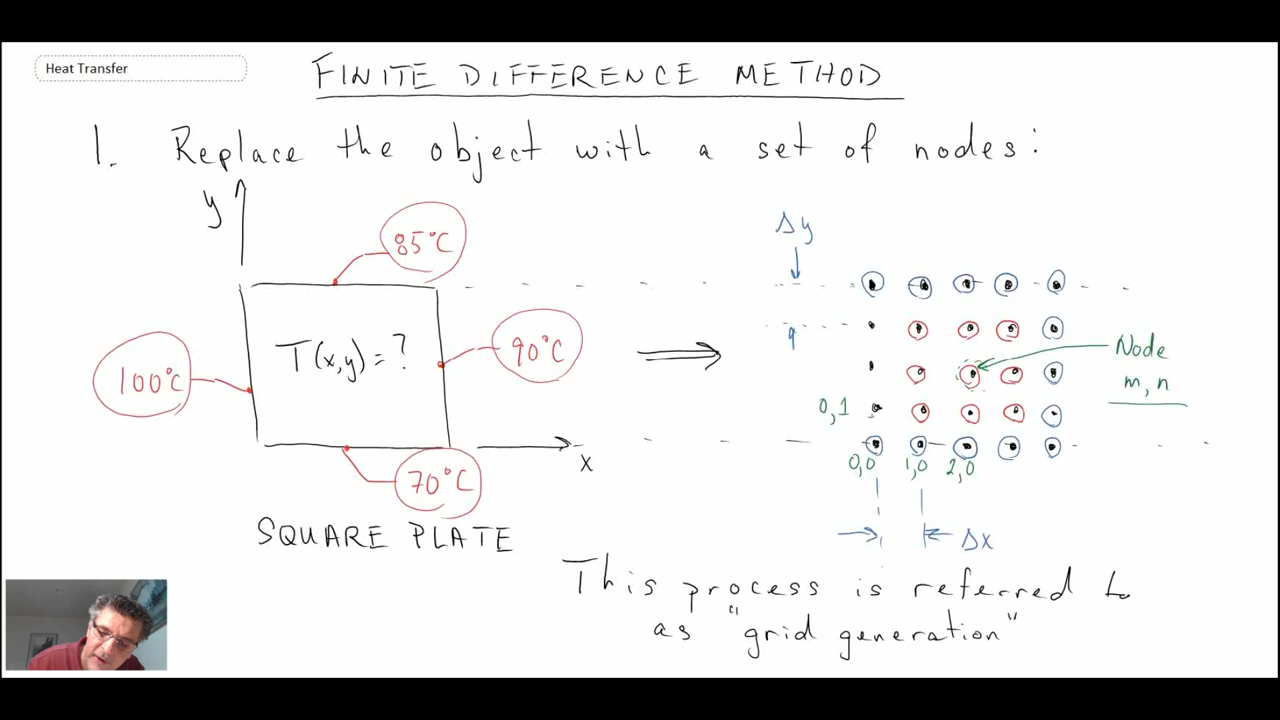 Heat Transfer
FINITE DIFFERENCE METHOD
1. Replace the object with a set of nodes:
y
85°C
Δy
T(x,y)=?
90°C
100°C
Node
m, n
0,1
x
0,0 1,0 2,0
70°C
SQUARE PLATE
Δx
This process is referred to
as "grid generation"